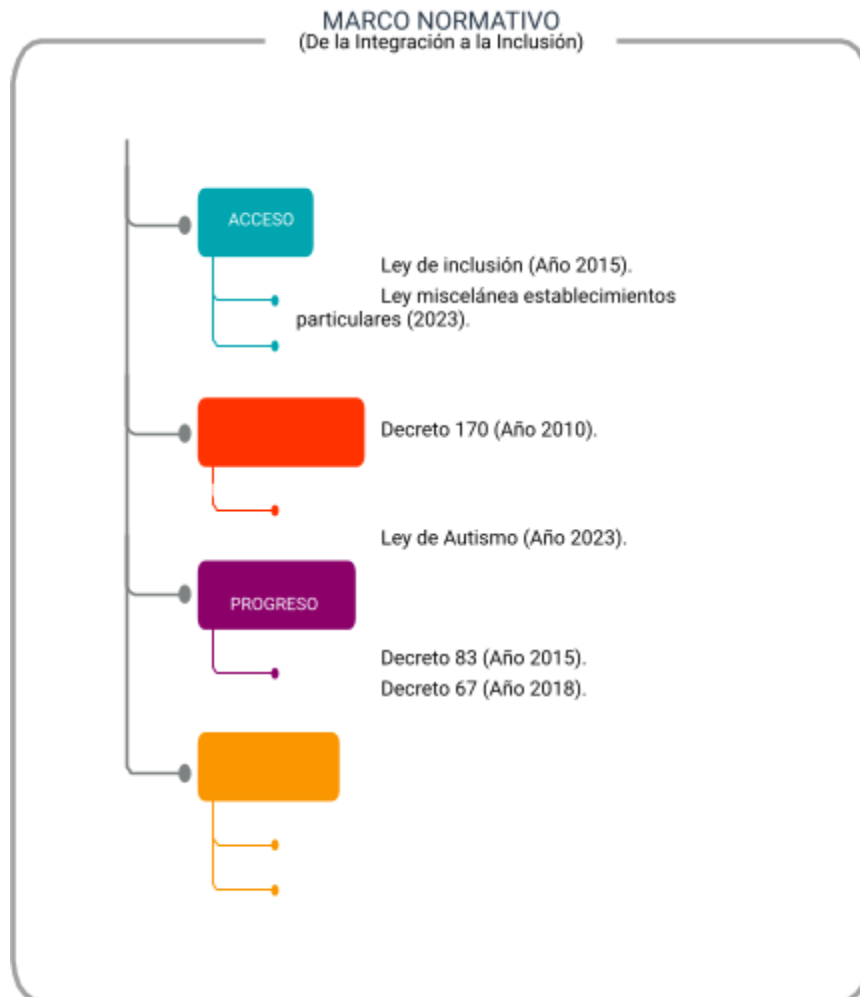 MARCO NORMATIVO
(De la Integración a la Inclusión)
ACCESO
Ley de inclusión (Año 2015).
Ley miscelánea establecimientos
particulares (2023).
Decreto 170 (Año 2010).
Ley de Autismo (Año 2023).
PROGRESO
Decreto 83 (Año 2015).
Decreto 67 (Año 2018).